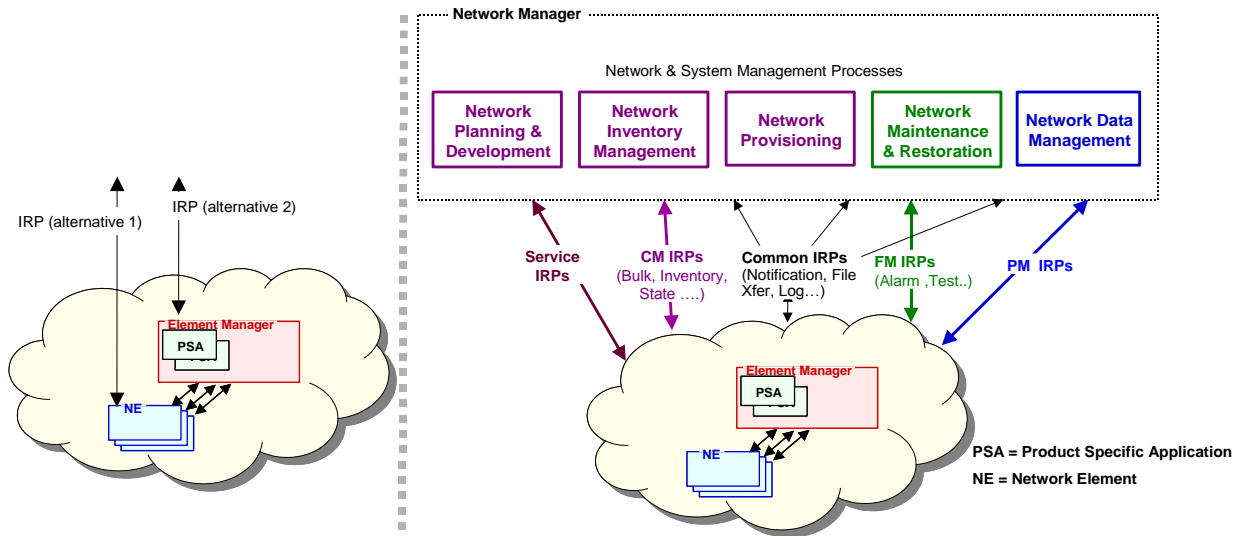 Network Manager
Network & System Management Processes
Network
Planning &
Development
Network
Inventory
Management
Network
Provisioning
Network
Maintenance
& Restoration
Network Data
Management
IRP (alternative 1)
IRP (alternative 2)
Service
IRPs
CM IRPs
(Bulk, Inventory,
State ….)
Common IRPs
(Notification, File
Xfer, Log…)
FM IRPs
(Alarm ,Test..)
PM IRPs
Element Manager
PSA
NE
Element Manager
PSA
NE
PSA = Product Specific Application
NE = Network Element